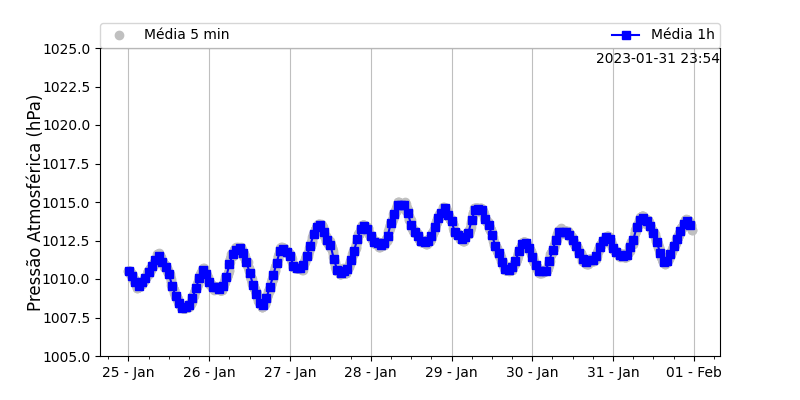 Média 5 min
Média 1h
2023-01-31 23:54
Pressão Atmosférica (hPa)
1025.0
1022.5
1020.0
1017.5
1015.0
1012.5
1010.0
1007.5
1005.0
25 - Jan
26 - Jan
27 - Jan
28 - Jan
29 - Jan
30 - Jan
31 - Jan
01 - Feb